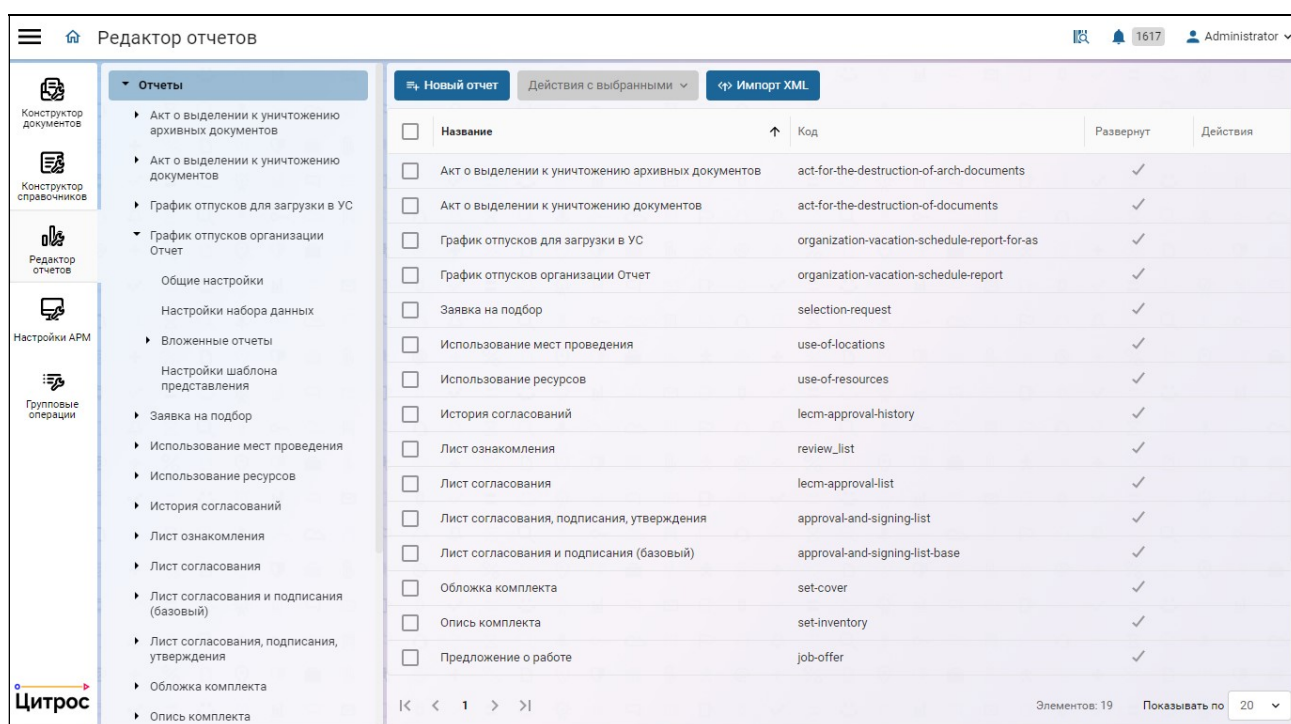 Редактор отчетов
1617
Administrator
Конструктор
документов
Конструктор
справочников
Редактор
отчетов
Настройки АРМ
Групповые
операции
Цитрос
Отчеты
Акт о выделении к уничтожению
архивных документов
Акт о выделении к уничтожению
документов
График отпусков для загрузки в УС
График отпусков организации
Отчет
Общие настройки
Настройки набора данных
Вложенные отчеты
Настройки шаблона
представления
Заявка на подбор
Использование мест проведения
Использование ресурсов
История согласований
Лист ознакомления
Лист согласования
Лист согласования и подписания
(базовый)
Лист согласования, подписания,
утверждения
Обложка комплекта
Опись комплекта
Новый отчет Действия с выбранными Импорт XML
Название Код Развернут Действия
Акт о выделении к уничтожению архивных документов act-for-the-destruction-of-arch-documents
Акт о выделении к уничтожению документов act-for-the-destruction-of-documents
График отпусков для загрузки в УС organization-vacation-schedule-report-for-as
График отпусков организации Отчет organization-vacation-schedule-report
Заявка на подбор selection-request
Использование мест проведения use-of-locations
Использование ресурсов use-of-resources
История согласований lecm-approval-history
Лист ознакомления review_list
Лист согласования lecm-approval-list
Лист согласования, подписания, утверждения approval-and-signing-list
Лист согласования и подписания (базовый) approval-and-signing-list-base
Обложка комплекта set-cover
Опись комплекта set-inventory
Предложение о работе job-offer
1 Элементов: 19 Показывать по 20